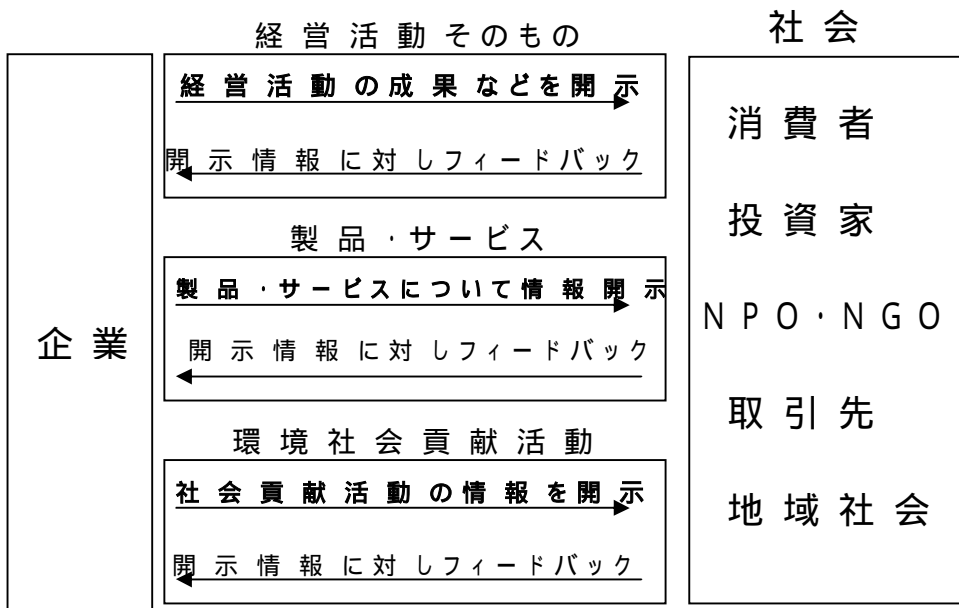 経営活動そのもの
社会
経営活動の成果などを開示
開示情報に対しフィードバック
製品・サービス
製品・サービスについて情報開示
開示情報に対しフィードバック
環境社会貢献活動
社会貢献活動の情報を開示
開示情報に対しフィードバック
企業
消費者
投資家
NPO・NGO
取引先
地域社会